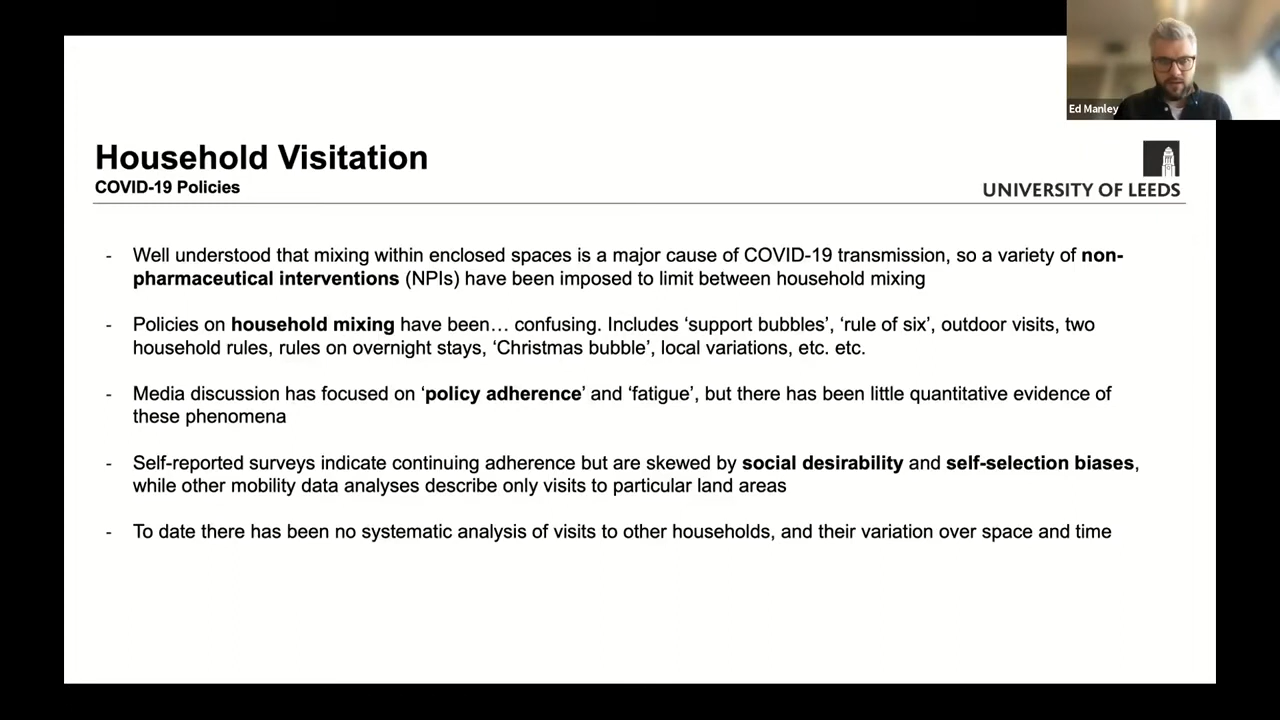 Ed Manley
Household Visitation
COVID-19 Policies
UNIVERSITY OF LEEDS
- Well understood that mixing within enclosed spaces is a major cause of COVID-19 transmission, so a variety of non-
pharmaceutical interventions (NPIs) have been imposed to limit between household mixing
- Policies on household mixing have been… confusing. Includes ‘support bubbles’, ‘rule of six’, outdoor visits, two
household rules, rules on overnight stays, ‘Christmas bubble’, local variations, etc. etc.
- Media discussion has focused on ‘policy adherence’ and ‘fatigue’, but there has been little quantitative evidence of
these phenomena
- Self-reported surveys indicate continuing adherence but are skewed by social desirability and self-selection biases,
while other mobility data analyses describe only visits to particular land areas
- To date there has been no systematic analysis of visits to other households, and their variation over space and time